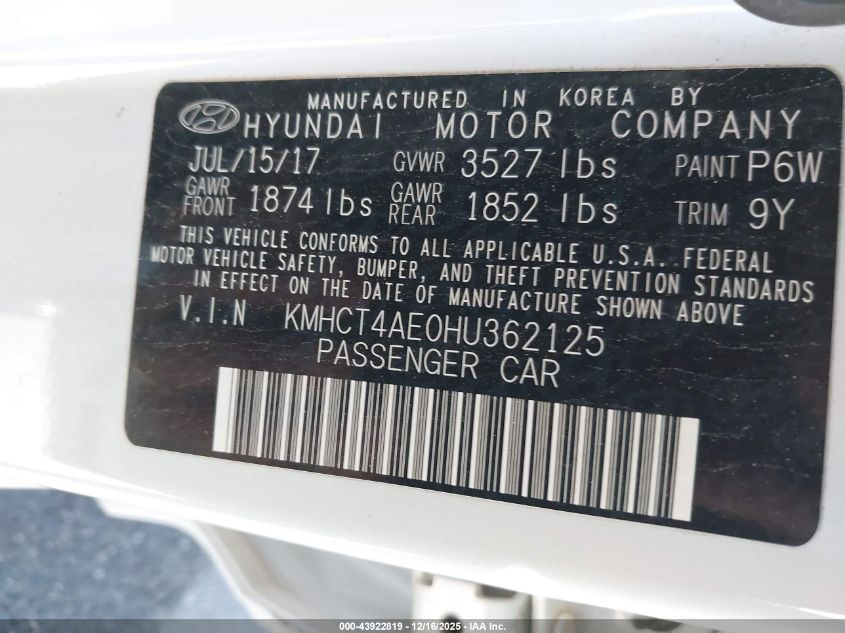 MANUFACTURED IN KOREA BY
HYUNDAI MOTOR COMPANY
JUL/15/17 GVWR 3527 lbs PAINT P6W
GAWR FRONT 1874 lbs GAWR REAR 1852 lbs TRIM 9Y
THIS VEHICLE CONFORMS TO ALL APPLICABLE U.S.A. FEDERAL
MOTOR VEHICLE SAFETY, BUMPER, AND THEFT PREVENTION STANDARDS
IN EFFECT ON THE DATE OF MANUFACTURE SHOWN ABOVE
V.I.N KMHCT4AE0HU362125
PASSENGER CAR
000-43922819 - 12/16/2025 - IAA Inc.